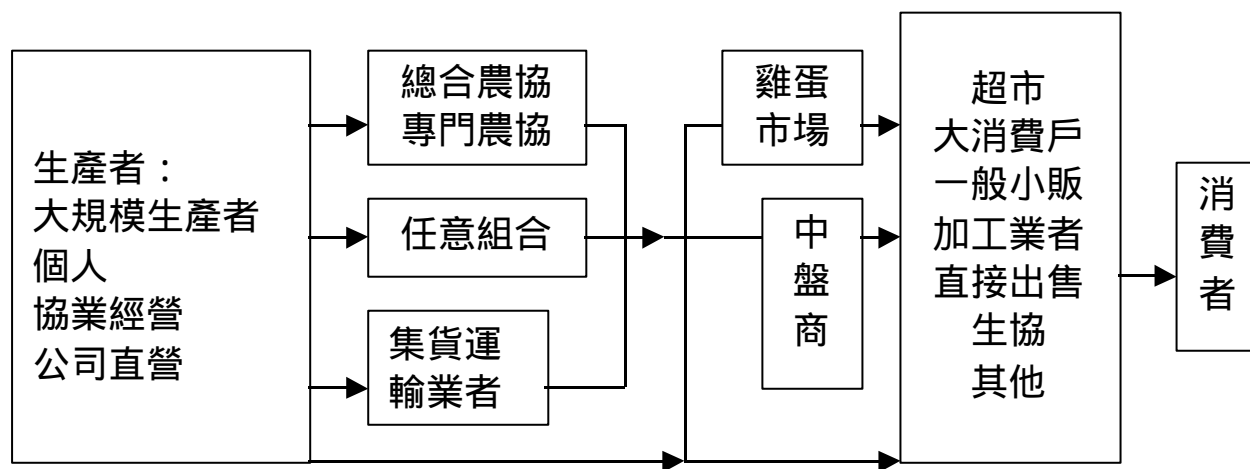 生產者：
大規模生產者
個人
協業經營
公司直營
總合農協
專門農協
任意組合
集貨運
輸業者
雞蛋
市場
中
盤
商
超市
大消費戶
一般小販
加工業者
直接出售
生協
其他
消
費
者